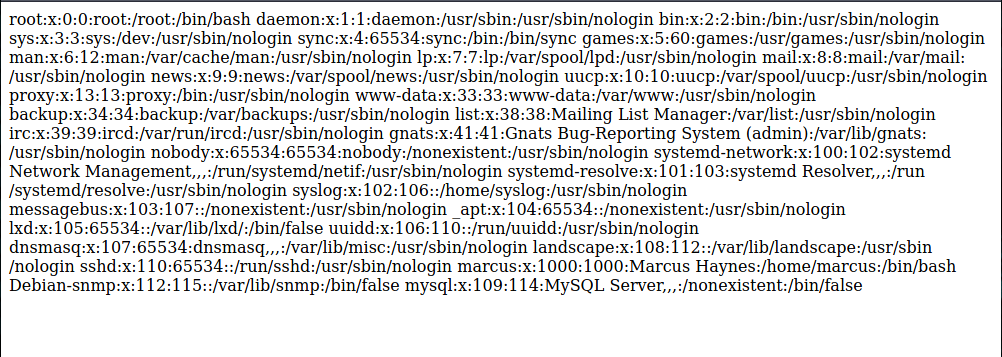 root:x:0:0:root:/root:/bin/bash daemon:x:1:1:daemon:/usr/sbin:/usr/sbin/nologin bin:x:2:2:bin:/bin:/usr/sbin/nologin
sys:x:3:3:sys:/dev:/usr/sbin/nologin sync:x:4:65534:sync:/bin:/bin/sync games:x:5:60:games:/usr/games:/usr/sbin/nologin
man:x:6:12:man:/var/cache/man:/usr/sbin/nologin lp:x:7:7:lp:/var/spool/lpd:/usr/sbin/nologin mail:x:8:8:mail:/var/mail:
/usr/sbin/nologin news:x:9:9:news:/var/spool/news:/usr/sbin/nologin uucp:x:10:10:uucp:/var/spool/uucp:/usr/sbin/nologin
proxy:x:13:13:proxy:/bin:/usr/sbin/nologin www-data:x:33:33:www-data:/var/www:/usr/sbin/nologin
backup:x:34:34:backup:/var/backups:/usr/sbin/nologin list:x:38:38:Mailing List Manager:/var/list:/usr/sbin/nologin
irc:x:39:39:ircd:/var/run/ircd:/usr/sbin/nologin gnats:x:41:41:Gnats Bug-Reporting System (admin):/var/lib/gnats:
/usr/sbin/nologin nobody:x:65534:65534:nobody:/nonexistent:/usr/sbin/nologin systemd-network:x:100:102:systemd
Network Management,,,:/run/systemd/netif:/usr/sbin/nologin systemd-resolve:x:101:103:systemd Resolver,,,:/run
/systemd/resolve:/usr/sbin/nologin syslog:x:102:106::/home/syslog:/usr/sbin/nologin
messagebus:x:103:107::/nonexistent:/usr/sbin/nologin _apt:x:104:65534::/nonexistent:/usr/sbin/nologin
lxd:x:105:65534::/var/lib/lxd/:/bin/false uuidd:x:106:110::/run/uuidd:/usr/sbin/nologin
dnsmasq:x:107:65534:dnsmasq,,,:/var/lib/misc:/usr/sbin/nologin landscape:x:108:112::/var/lib/landscape:/usr/sbin
/nologin sshd:x:110:65534::/run/sshd:/usr/sbin/nologin marcus:x:1000:1000:Marcus Haynes:/home/marcus:/bin/bash
Debian-snmp:x:112:115::/var/lib/snmp:/bin/false mysql:x:109:114:MySQL Server,,,:/nonexistent:/bin/false